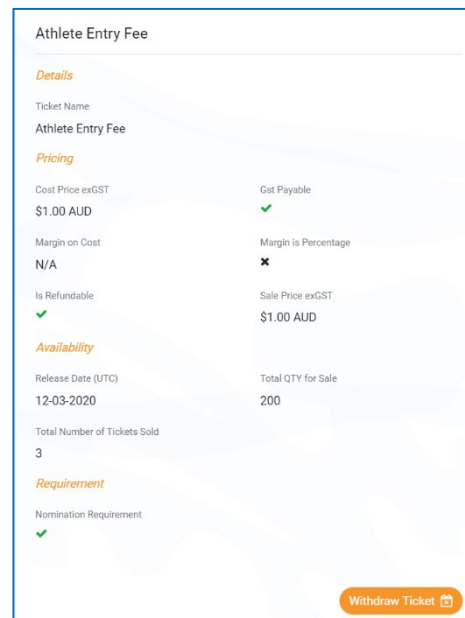 Athlete Entry Fee
Details
Ticket Name
Athlete Entry Fee
Pricing
Cost Price exGST Gst Payable
$1.00 AUD
Margin on Cost Margin is Percentage
N/A
Is Refundable Sale Price exGST
$1.00 AUD
Availability
Release Date (UTC) Total QTY for Sale
12-03-2020 200
Total Number of Tickets Sold
3
Requirement
Nomination Requirement
Withdraw Ticket